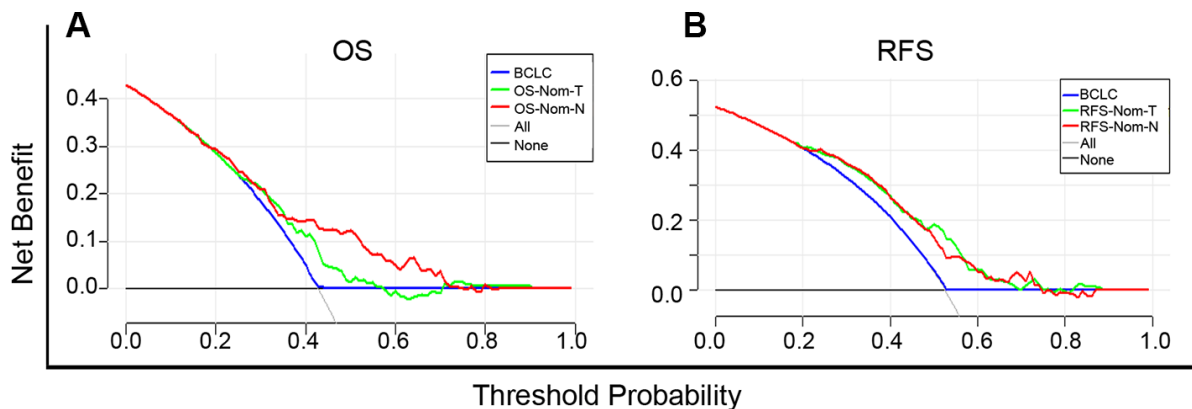 A
OS
BCLC
OS-Nom-T
OS-Nom-N
All
None
0.4
0.3
0.2
0.1
0.0
0.0 0.2 0.4 0.6 0.8 1.0
B
RFS
BCLC
RFS-Nom-T
RFS-Nom-N
All
None
0.6
0.4
0.2
0.0
0.0 0.2 0.4 0.6 0.8 1.0
Net Benefit
Threshold Probability